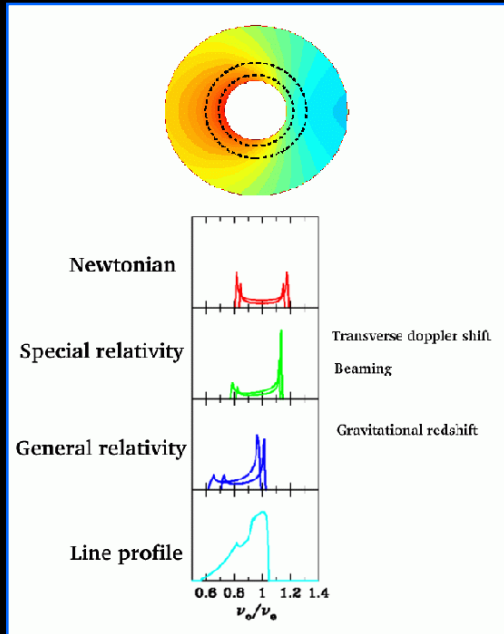 Newtonian
Special relativity
Transverse doppler shift
Beaming
General relativity
Gravitational redshift
Line profile
0.6 0.8 1 1.2 1.4
νₒ/νₑ